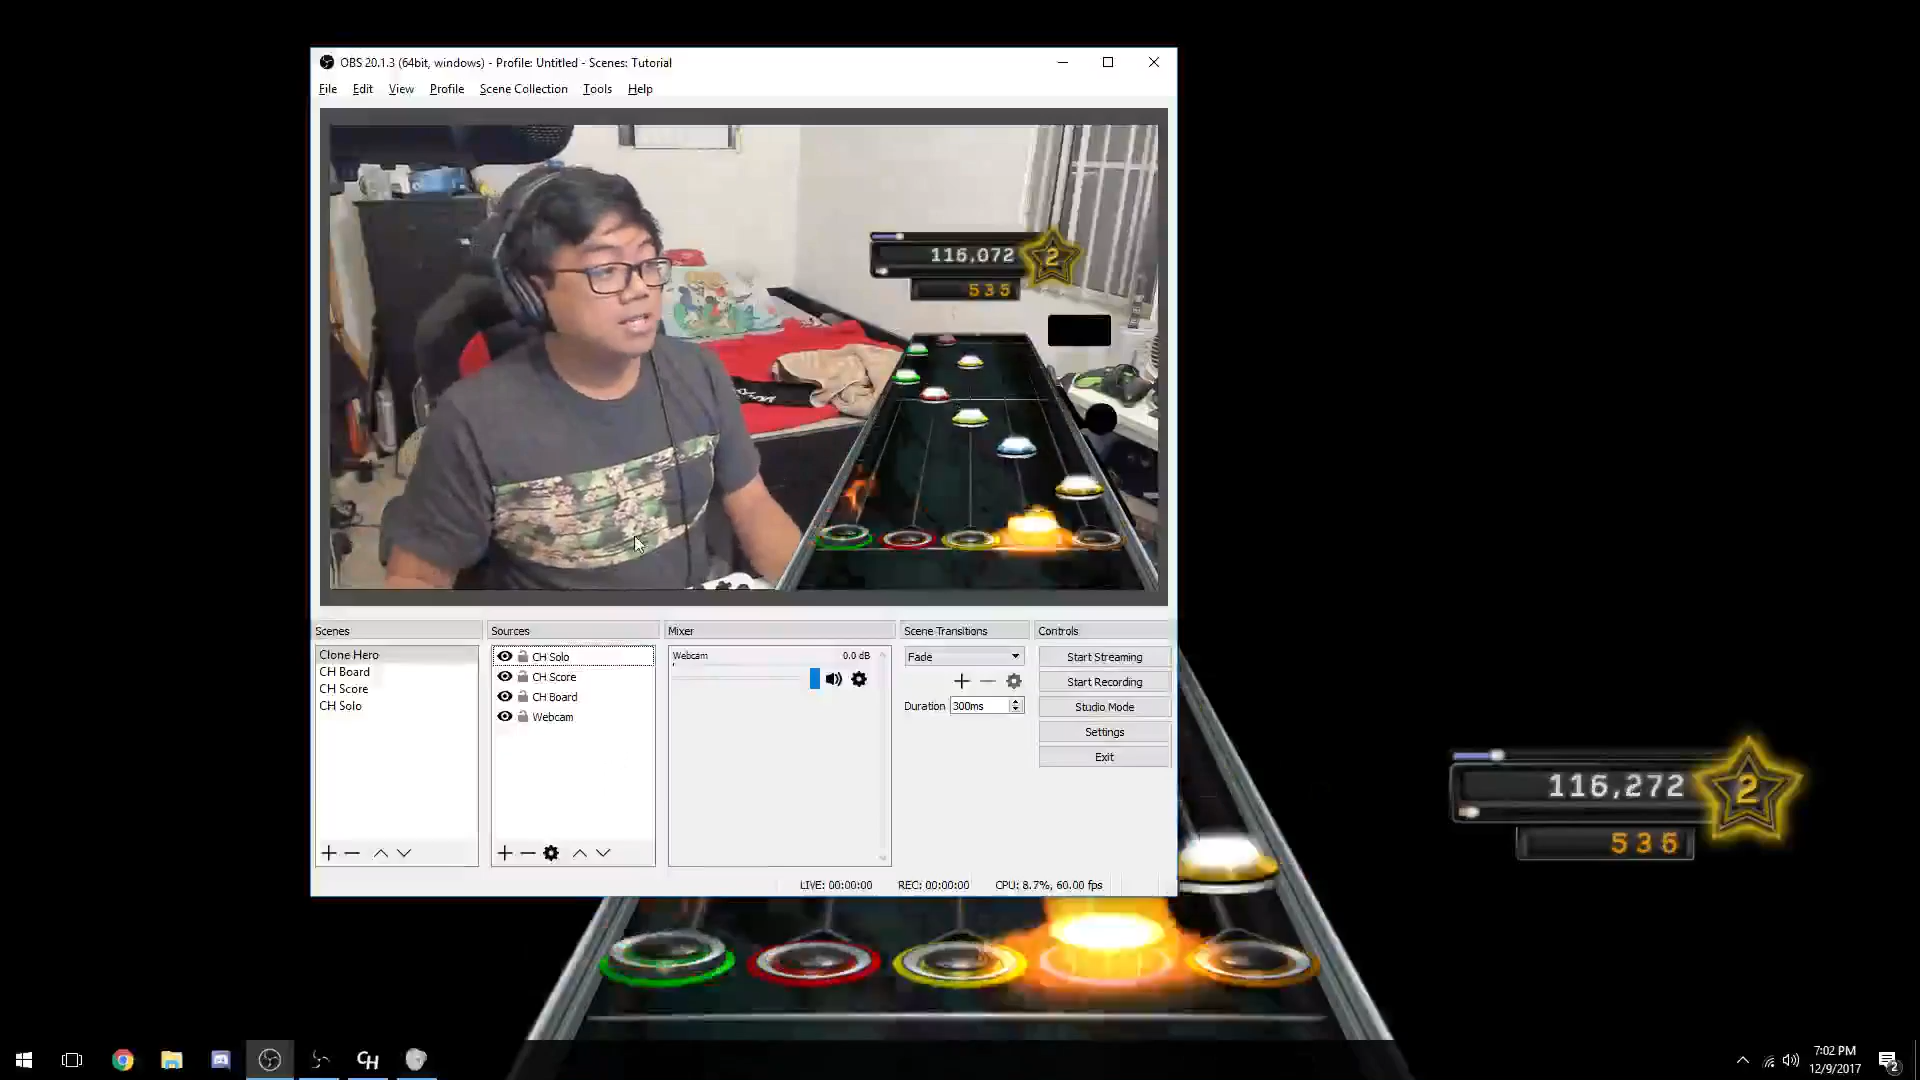 OBS 20.1.3 (64bit, windows) - Profile: Untitled - Scenes: Tutorial
File Edit View Profile Scene Collection Tools Help
116,072 2
535
Scenes Sources Mixer Scene Transitions Controls
Clone Hero
CH Board
CH Score
CH Solo
CH Solo
CH Score
CH Board
Webcam
Webcam 0.0 dB
Fade
Duration 300ms
Start Streaming
Start Recording
Studio Mode
Settings
Exit
LIVE: 00:00:00 REC: 00:00:00 CPU: 8.7%, 60.00 fps
116,272 2
536
CH
7:02 PM
12/9/2017
2